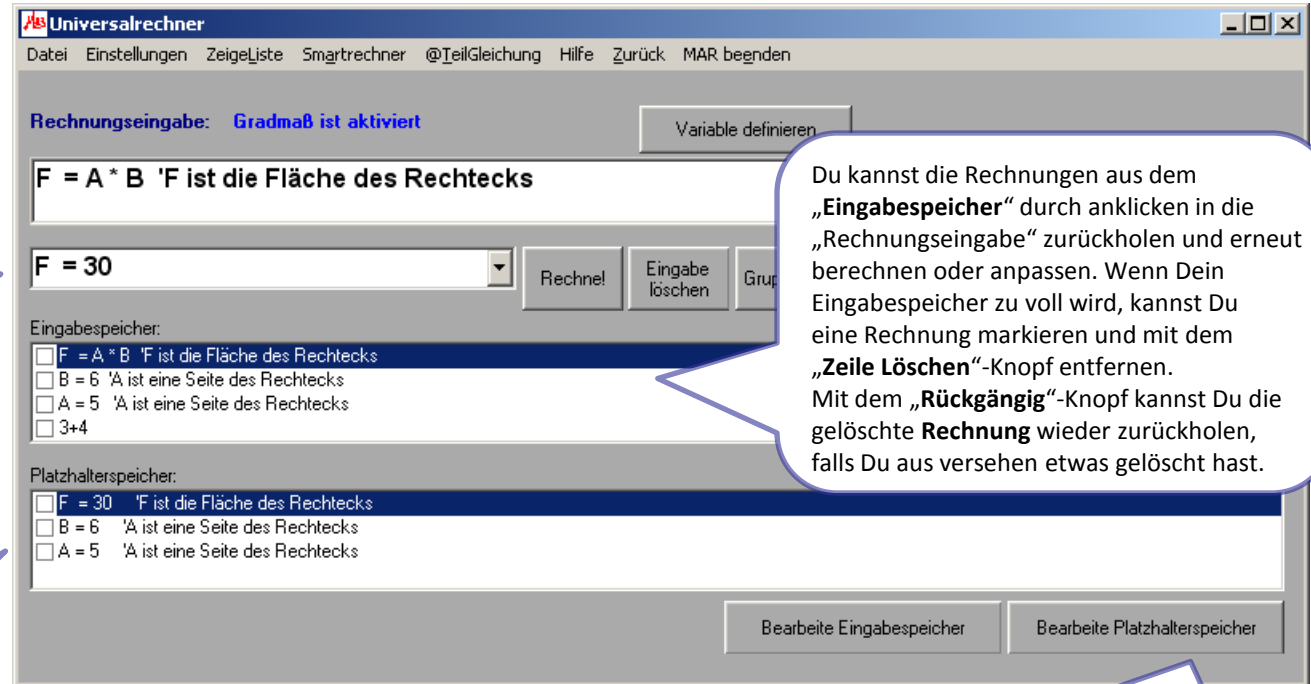 Universalrechner
Datei Einstellungen ZeigeListe Smartrechner @TeilGleichung Hilfe Zurück MAR beenden
Rechnungseingabe: Gradmaß ist aktiviert
Variable definieren
F = A * B 'F ist die Fläche des Rechtecks
F = 30
Rechne!
Eingabe
löschen
Eingabespeicher:
F = A * B 'F ist die Fläche des Rechtecks
B = 6 'A ist eine Seite des Rechtecks
A = 5 'A ist eine Seite des Rechtecks
3+4
Platzhalterspeicher:
F = 30 'F ist die Fläche des Rechtecks
B = 6 'A ist eine Seite des Rechtecks
A = 5 'A ist eine Seite des Rechtecks
Bearbeite Eingabespeicher
Bearbeite Platzhalterspeicher
Du kannst die Rechnungen aus dem
„Eingabespeicher“ durch anklicken in die
„Rechnungseingabe“ zurückholen und erneut
berechnen oder anpassen. Wenn Dein
Eingabespeicher zu voll wird, kannst Du
eine Rechnung markieren und mit dem
„Zeile Löschen“-Knopf entfernen.
Mit dem „Rückgängig“-Knopf kannst Du die
gelöschte Rechnung wieder zurückholen,
falls Du aus versehen etwas gelöscht hast.